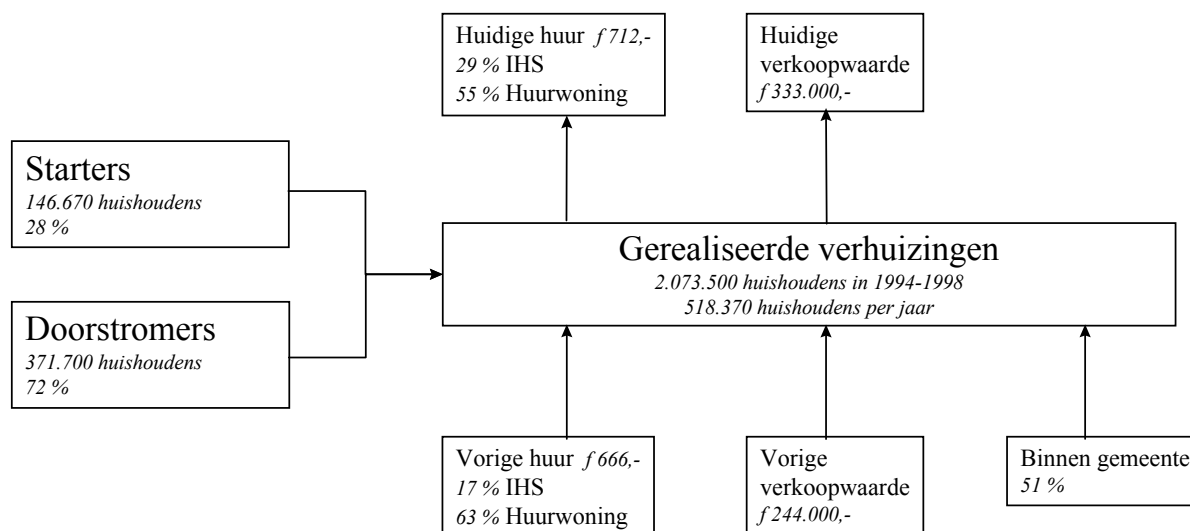 Huidige huur f 712,-
29 % IHS
55 % Huurwoning
Huidige
verkoopwaarde
f 333.000,-
Starters
146.670 huishoudens
28 %
Gerealiseerde verhuizingen
2.073.500 huishoudens in 1994-1998
518.370 huishoudens per jaar
Doorstromers
371.700 huishoudens
72 %
Vorige huur f 666,-
17 % IHS
63 % Huurwoning
Vorige
verkoopwaarde
f 244.000,-
Binnen gemeente
51 %